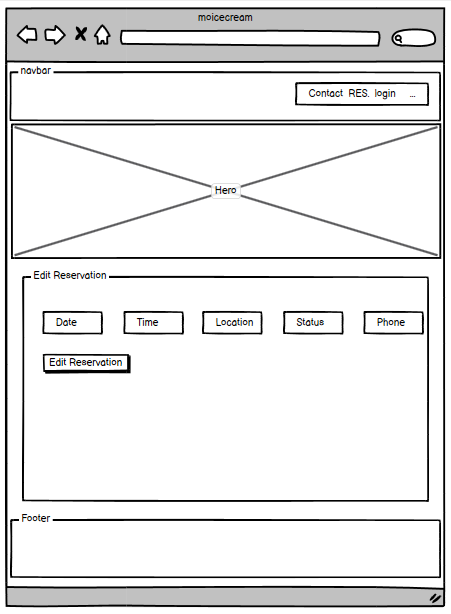 moicecream
navbar
Contact RES. login ...
Hero
Edit Reservation
Date Time Location Status Phone
Edit Reservation
Footer